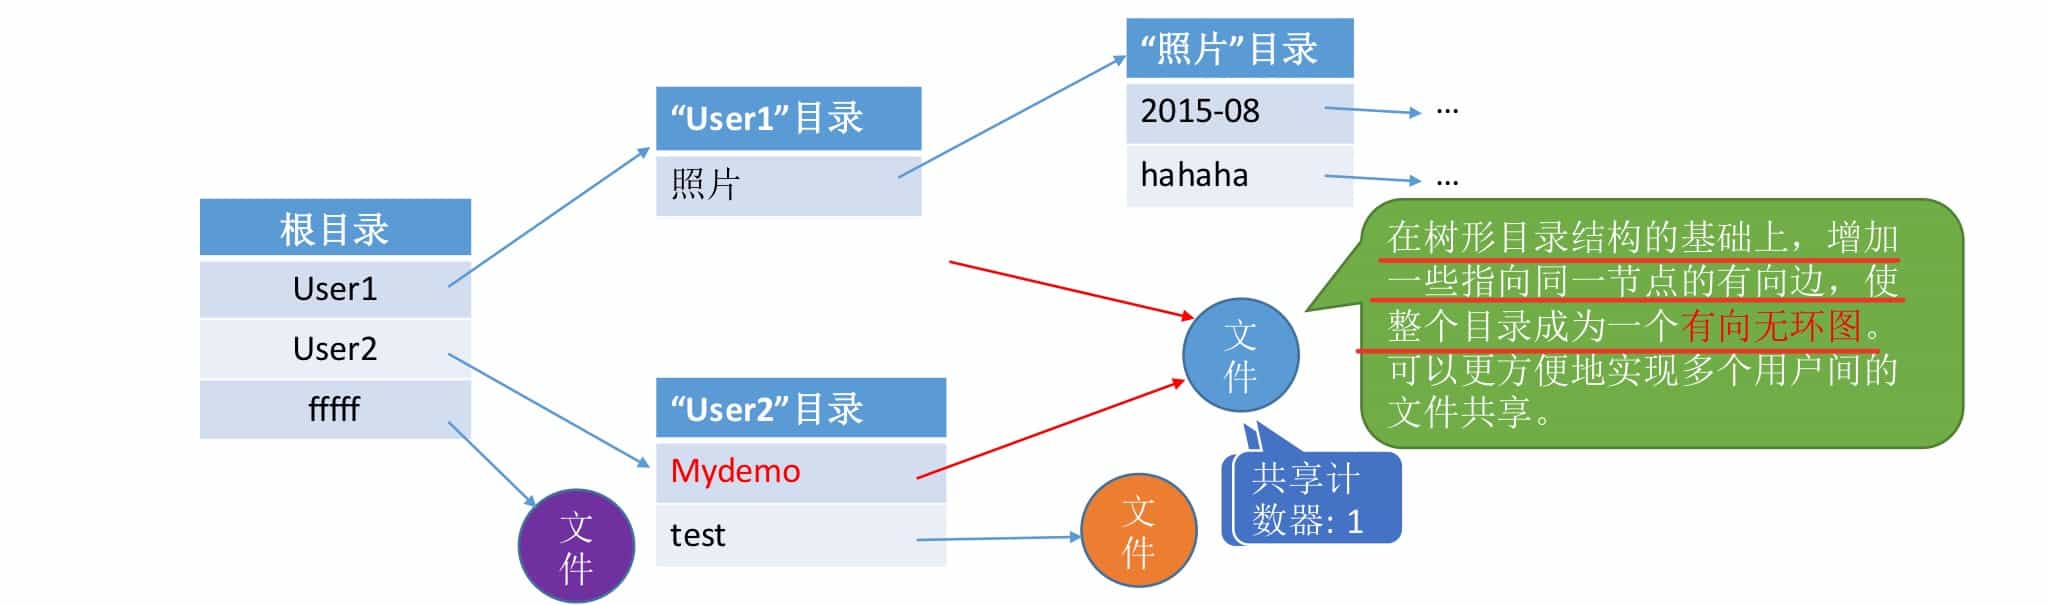 “照片”目录
2015-08
...
hahaha
...
“User1”目录
照片
根目录
User1
User2
fffff
文
件
“User2”目录
Mydemo
test
文
件
文
件
共享计
数器: 1
在树形目录结构的基础上，增加
一些指向同一节点的有向边，使
整个目录成为一个有向无环图。
可以更方便地实现多个用户间的
文件共享。